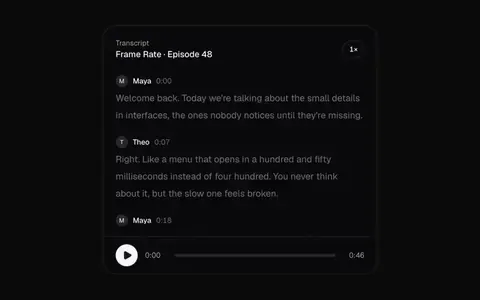 Transcript
Frame Rate · Episode 48
1×
M Maya 0:00
Welcome back. Today we're talking about the small details
in interfaces, the ones nobody notices until they're missing.
T Theo 0:07
Right. Like a menu that opens in a hundred and fifty
milliseconds instead of four hundred. You never think
about it, but the slow one feels broken.
M Maya 0:18
0:00 0:46